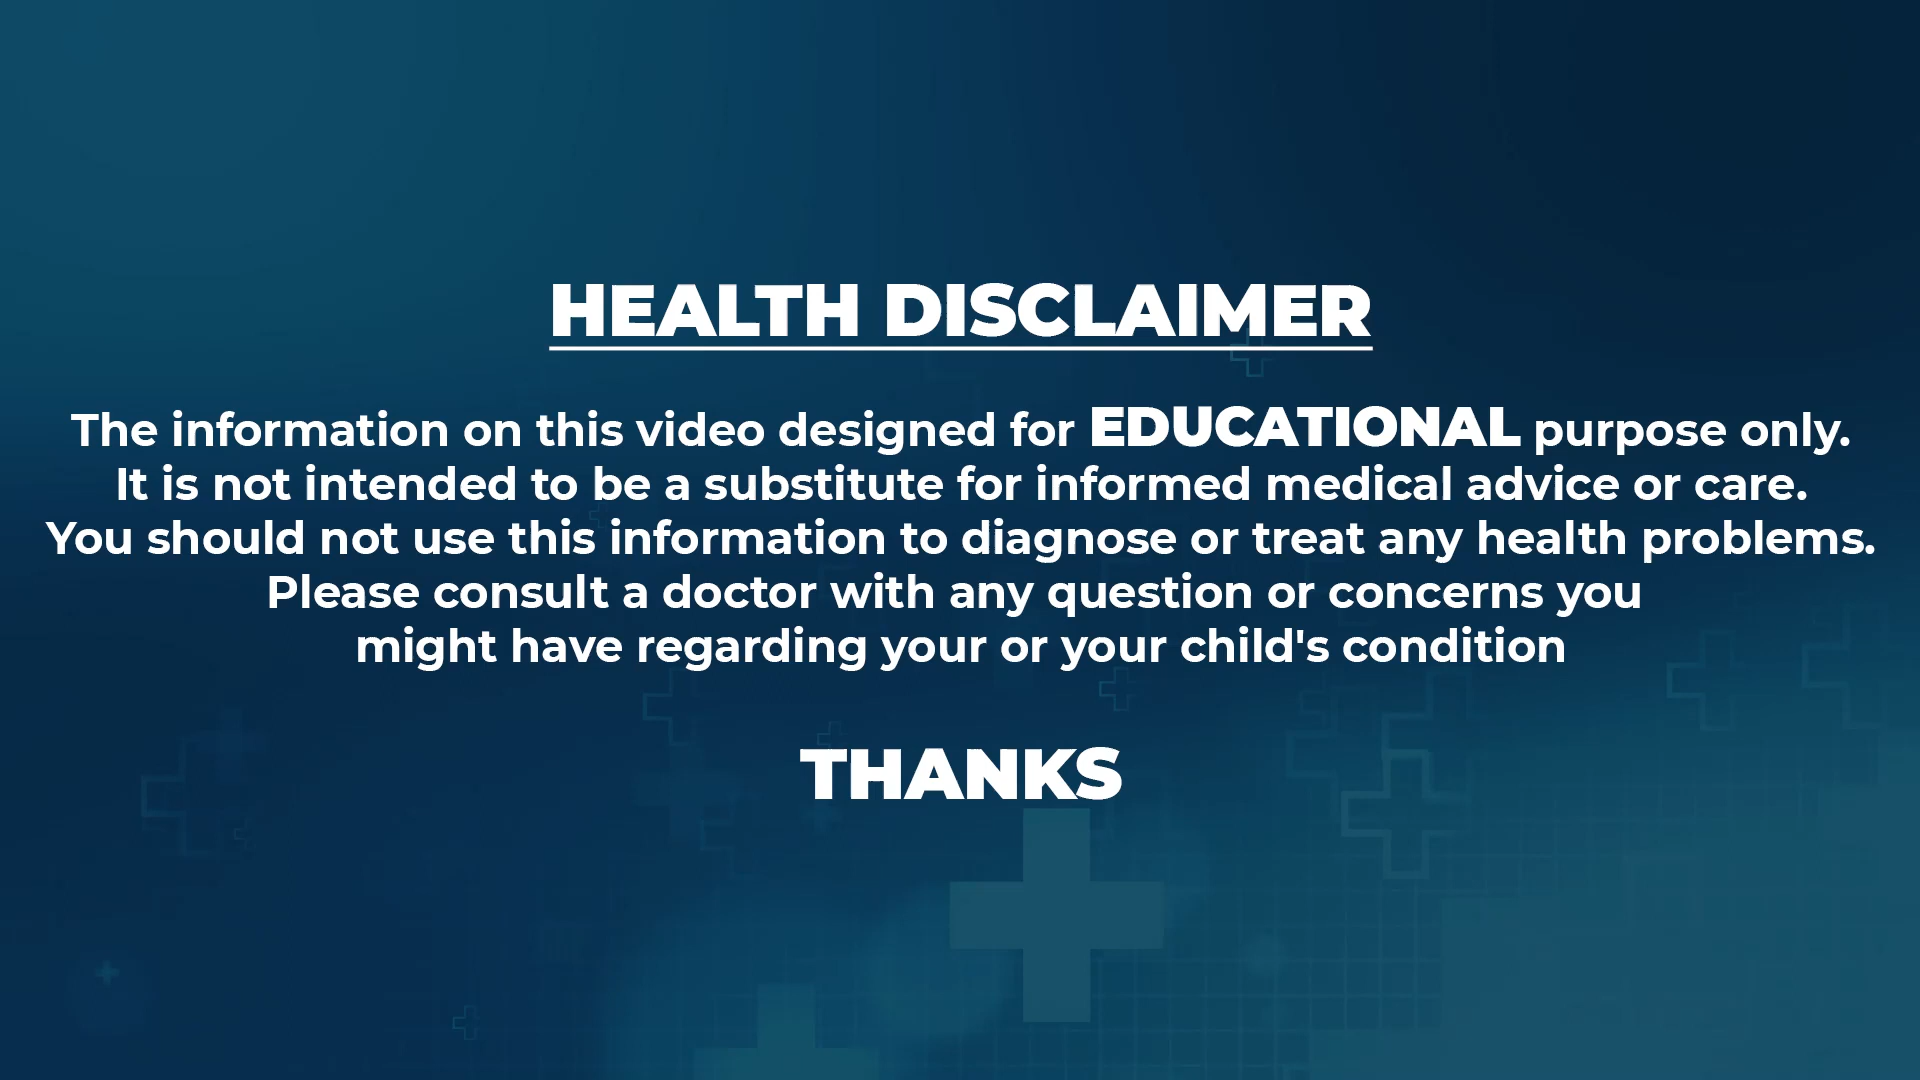 HEALTH DISCLAIMER
The information on this video designed for EDUCATIONAL purpose only.
It is not intended to be a substitute for informed medical advice or care.
You should not use this information to diagnose or treat any health problems.
Please consult a doctor with any question or concerns you
might have regarding your or your child's condition
THANKS